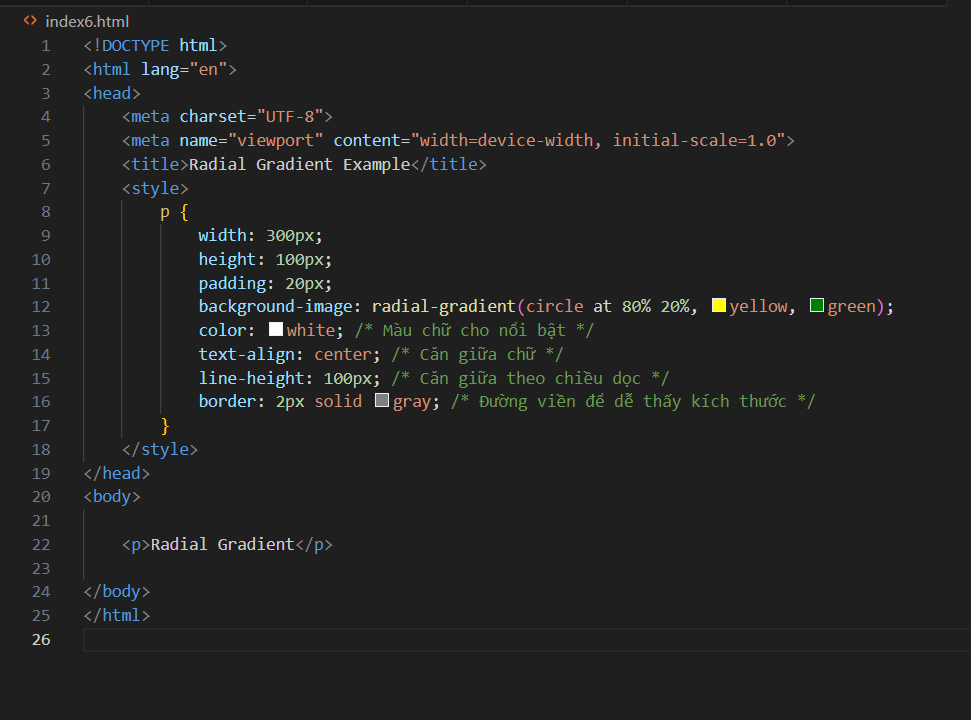 <> index6.html
1 <!DOCTYPE html>
2 <html lang="en">
3 <head>
4     <meta charset="UTF-8">
5     <meta name="viewport" content="width=device-width, initial-scale=1.0">
6     <title>Radial Gradient Example</title>
7     <style>
8         p {
9             width: 300px;
10             height: 100px;
11             padding: 20px;
12             background-image: radial-gradient(circle at 80% 20%, yellow, green);
13             color: white; /* Màu chữ cho nổi bật */
14             text-align: center; /* Căn giữa chữ */
15             line-height: 100px; /* Căn giữa theo chiều dọc */
16             border: 2px solid gray; /* Đường viền để dễ thấy kích thước */
17         }
18     </style>
19 </head>
20 <body>
21
22     <p>Radial Gradient</p>
23
24 </body>
25 </html>
26